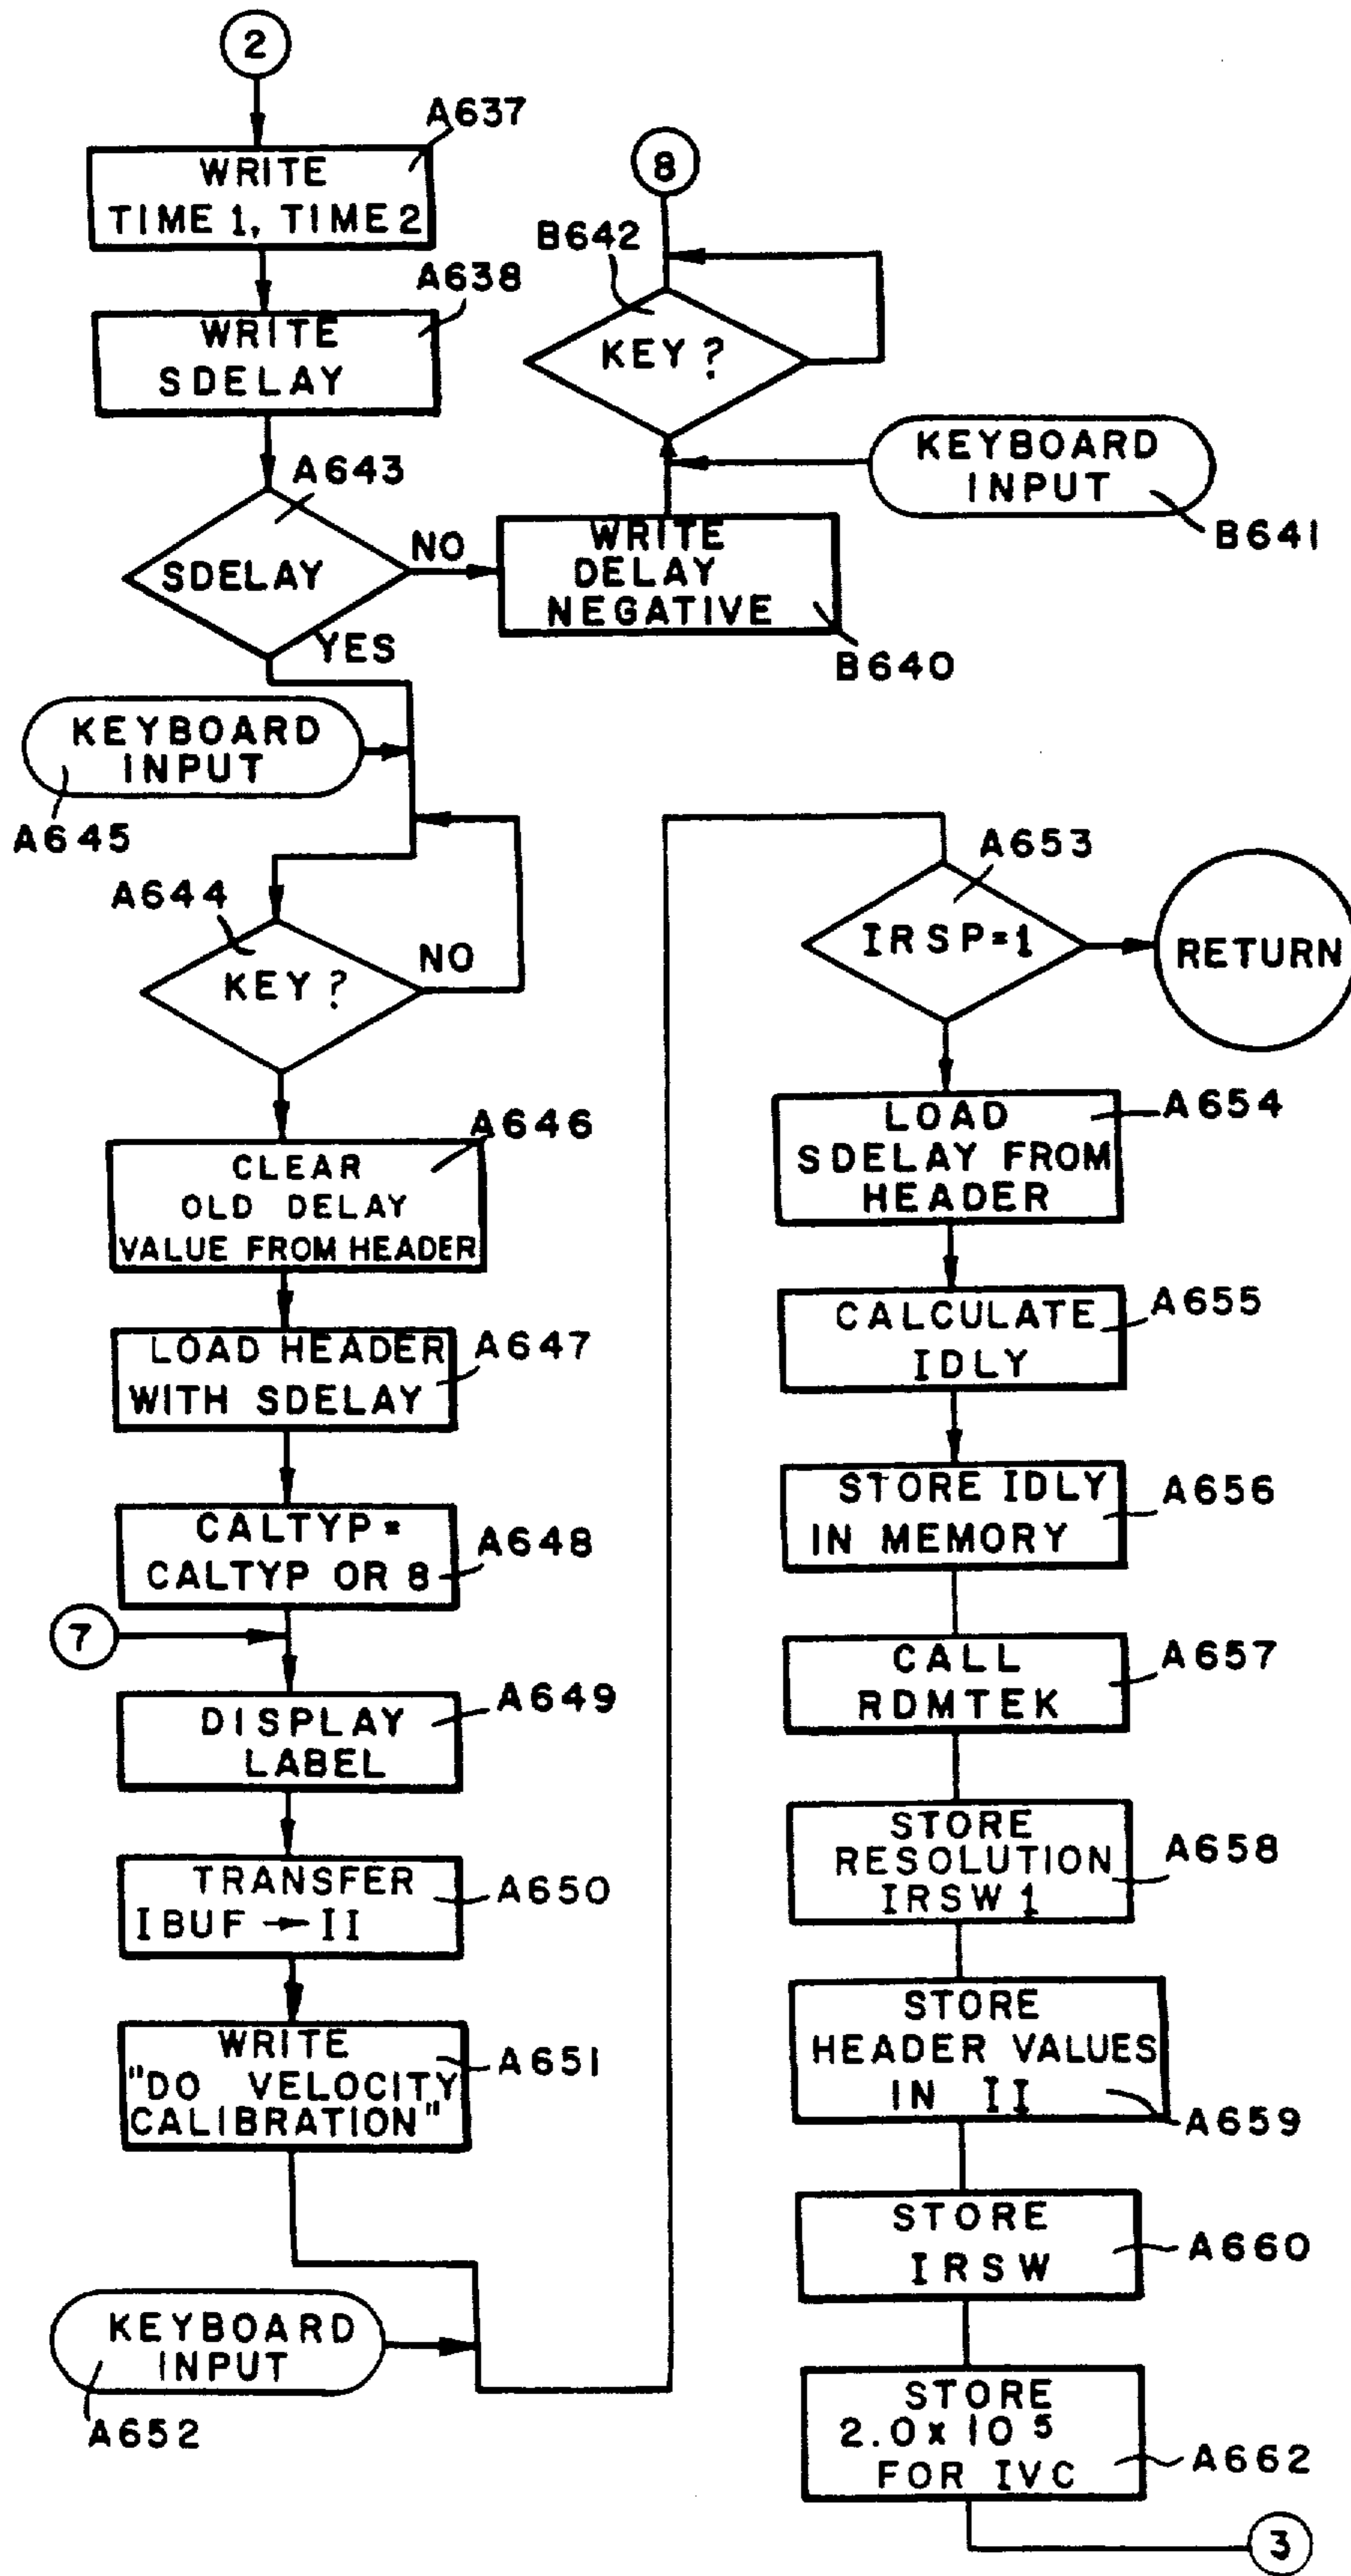 2
A637
WRITE
TIME 1, TIME 2
A638
WRITE
SDELAY
A643
SDELAY
NO
YES
8
B642
KEY?
KEYBOARD
INPUT
B641
WRITE
DELAY
NEGATIVE
B640
KEYBOARD
INPUT
A645
A644
KEY?
NO
A646
CLEAR
OLD DELAY
VALUE FROM HEADER
LOAD HEADER
WITH SDELAY
A647
CALTYP =
CALTYP OR 8
A648
7
DISPLAY
LABEL
A649
TRANSFER
IBUF → II
A650
WRITE
"DO VELOCITY
CALIBRATION"
A651
KEYBOARD
INPUT
A652
A653
IRSP=1
RETURN
LOAD
SDELAY FROM
HEADER
A654
CALCULATE
IDLY
A655
STORE IDLY
IN MEMORY
A656
CALL
RDMTEK
A657
STORE
RESOLUTION
IRSW 1
A658
STORE
HEADER VALUES
IN II
A659
STORE
IRSW
A660
STORE
2.0 x 10⁵
FOR IVC
A662
3